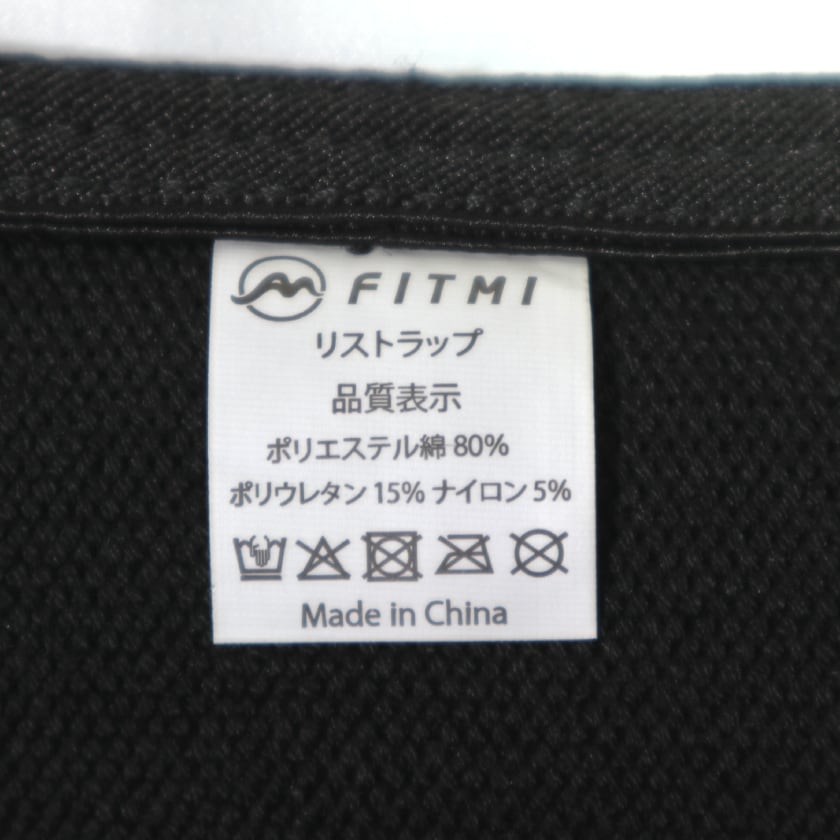 FITMI
リストラップ
品質表示
ポリエステル綿 80%
ポリウレタン 15% ナイロン 5%
Made in China